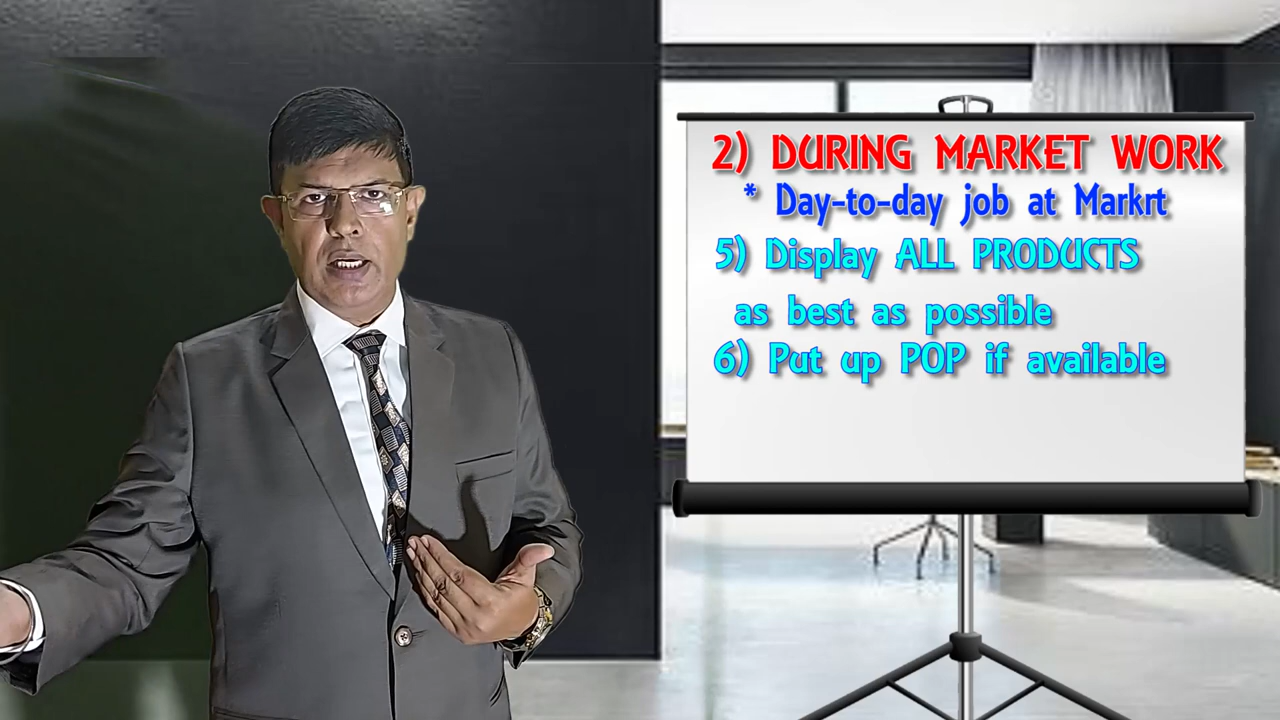 2) DURING MARKET WORK
* Day-to-day job at Markrt
5) Display ALL PRODUCTS
as best as possible
6) Put up POP if available